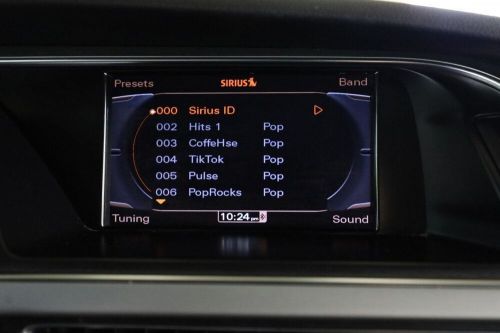 Presets SIRIUS Band
000 Sirius ID
002 Hits 1 Pop
003 CoffeHse Pop
004 TikTok Pop
005 Pulse Pop
006 PopRocks Pop
Tuning 10:24 pm Sound